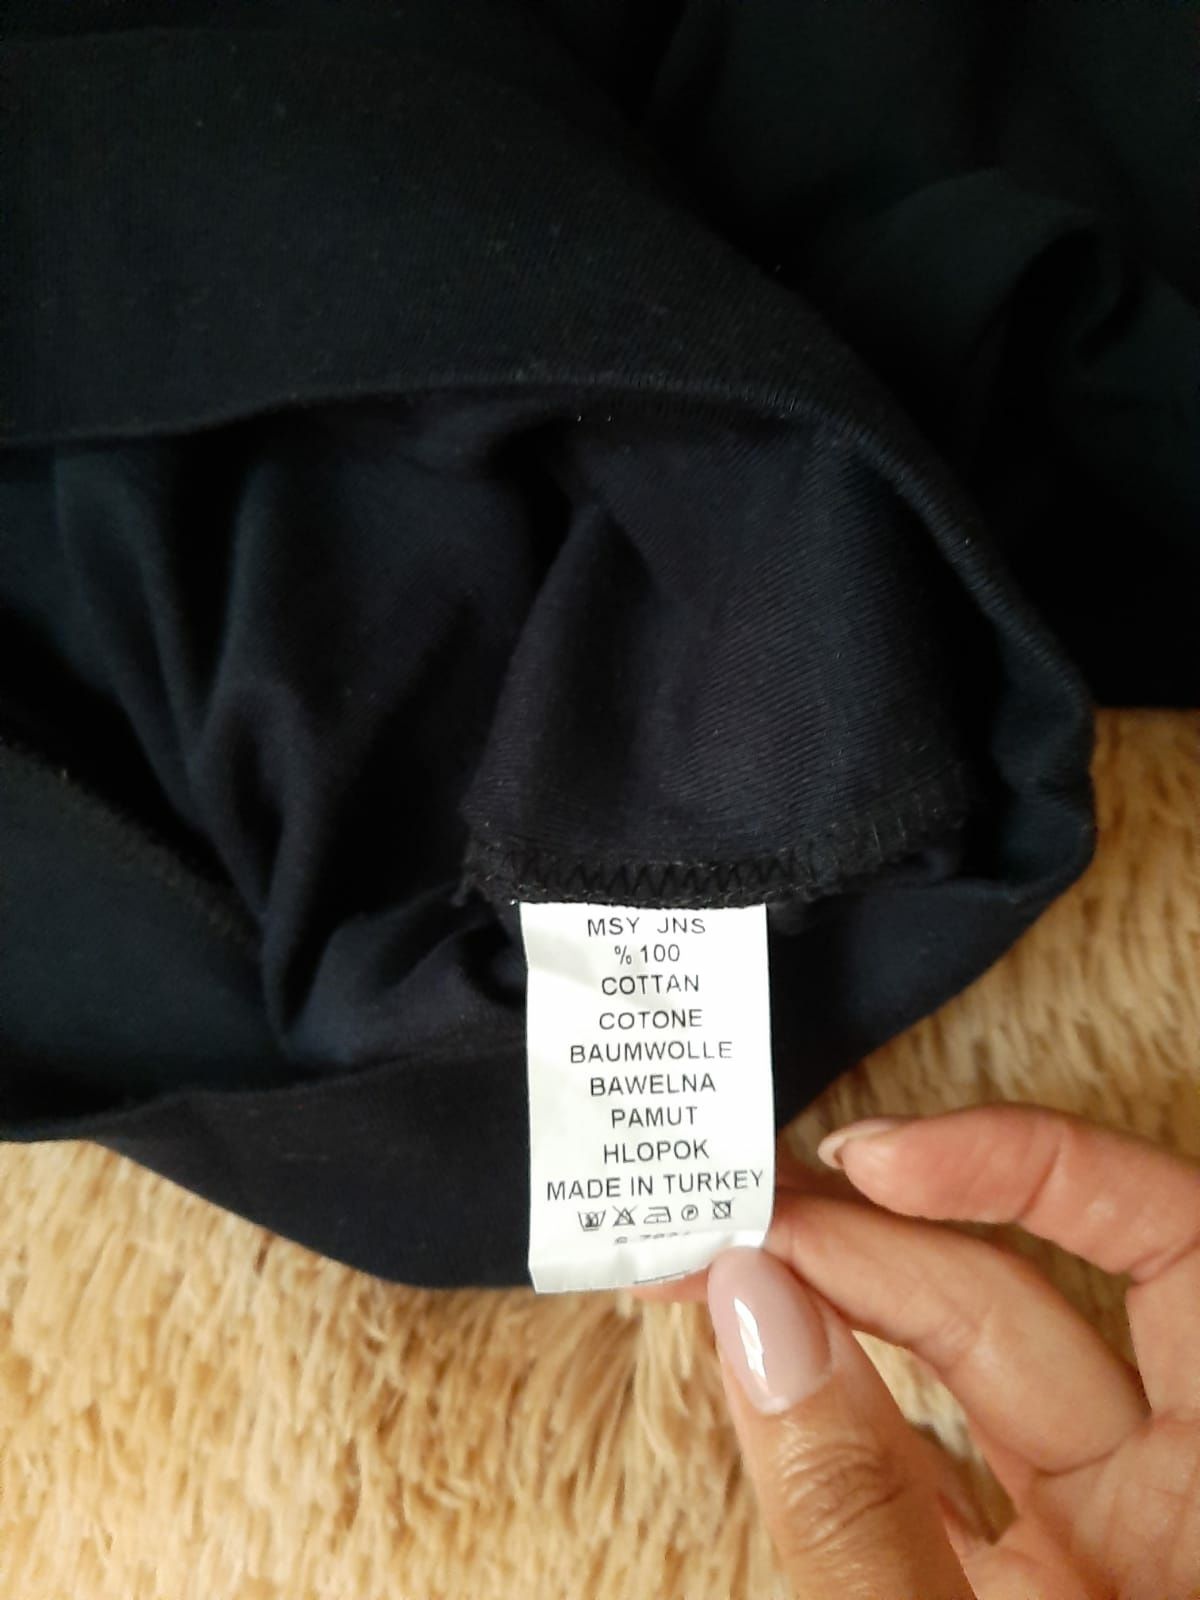 MSY JNS
% 100
COTTAN
COTONE
BAUMWOLLE
BAWELNA
PAMUT
HLOPOK
MADE IN TURKEY